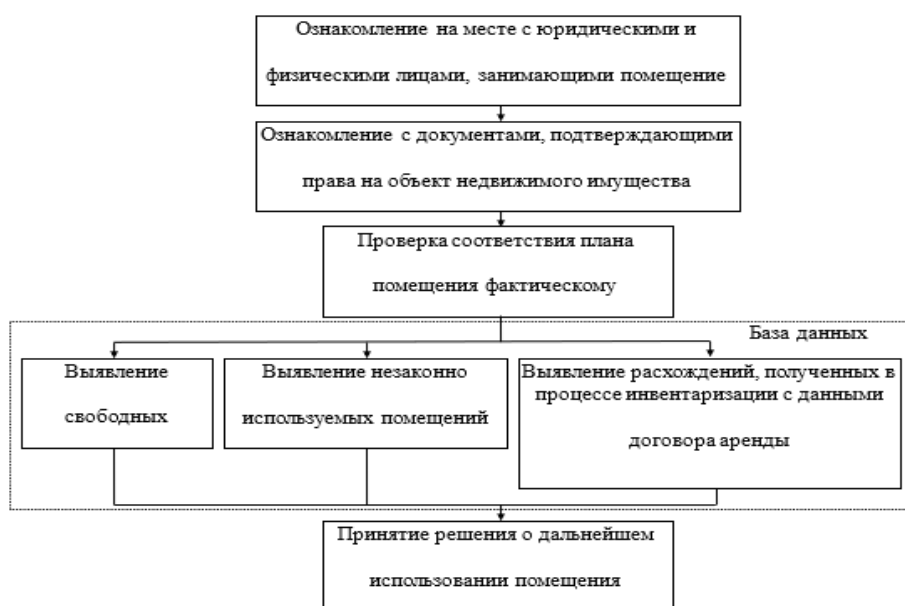 Ознакомление на месте с юридическими и
физическими лицами, занимающими помещение
Ознакомление с документами, подтверждающими
права на объект недвижимого имущества
Проверка соответствия плана
помещения фактическому
База данных
Выявление
свободных
Выявление незаконно
используемых помещений
Выявление расхождений, полученных в
процессе инвентаризации с данными
договора аренды
Принятие решения о дальнейшем
использовании помещения